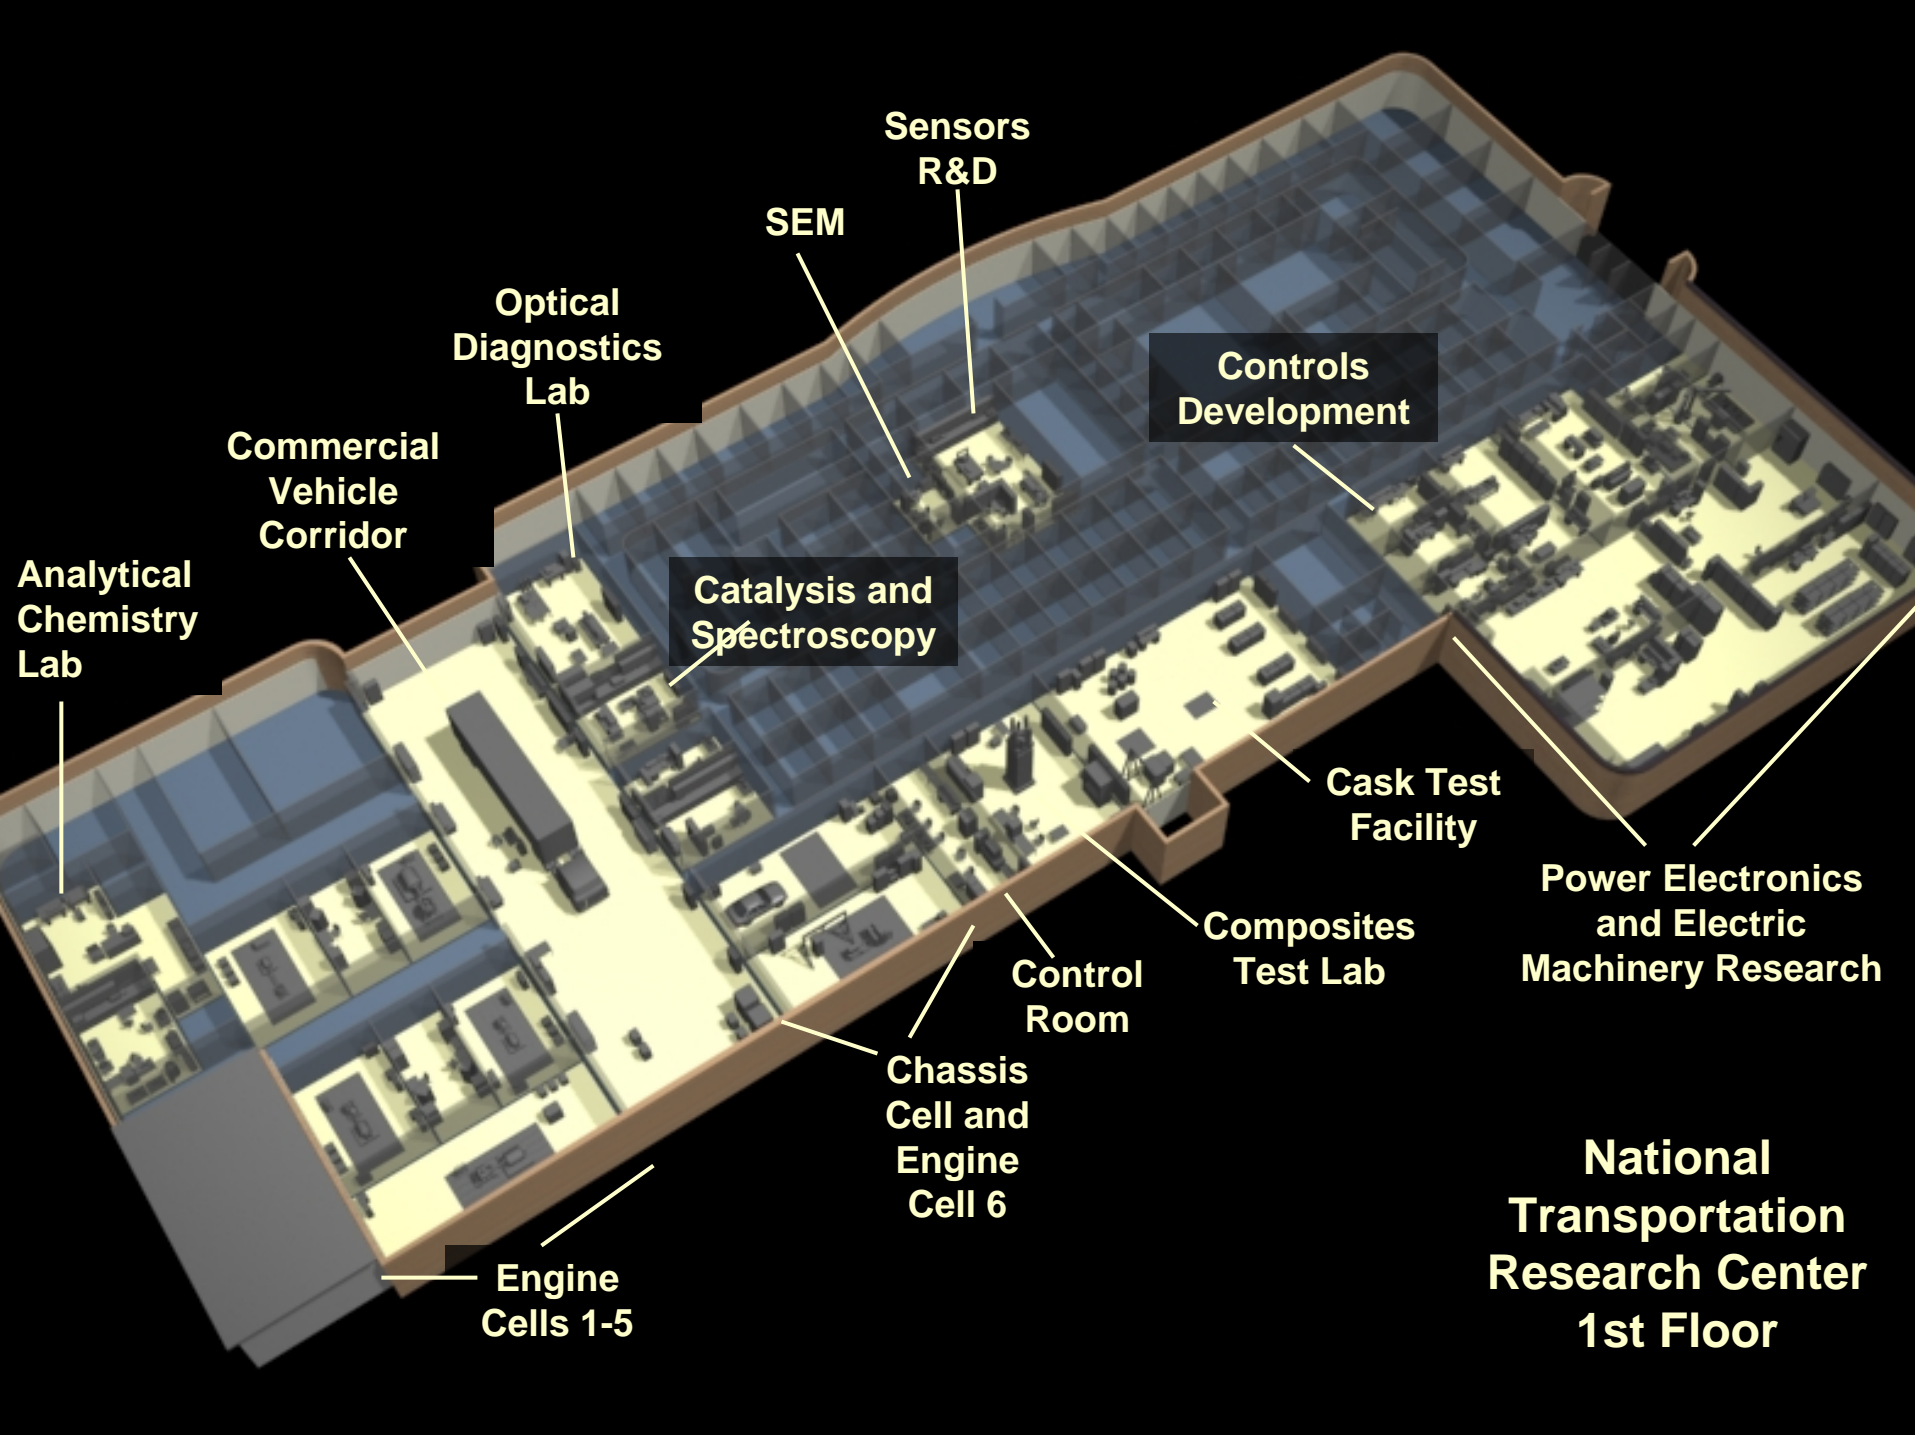 Sensors
R&D
SEM
Optical
Diagnostics
Lab
Controls
Development
Commercial
Vehicle
Corridor
Analytical
Chemistry
Lab
Catalysis and
Spectroscopy
Cask Test
Facility
Power Electronics
and Electric
Machinery Research
Composites
Test Lab
Control
Room
Chassis
Cell and
Engine
Cell 6
Engine
Cells 1-5
National
Transportation
Research Center
1st Floor